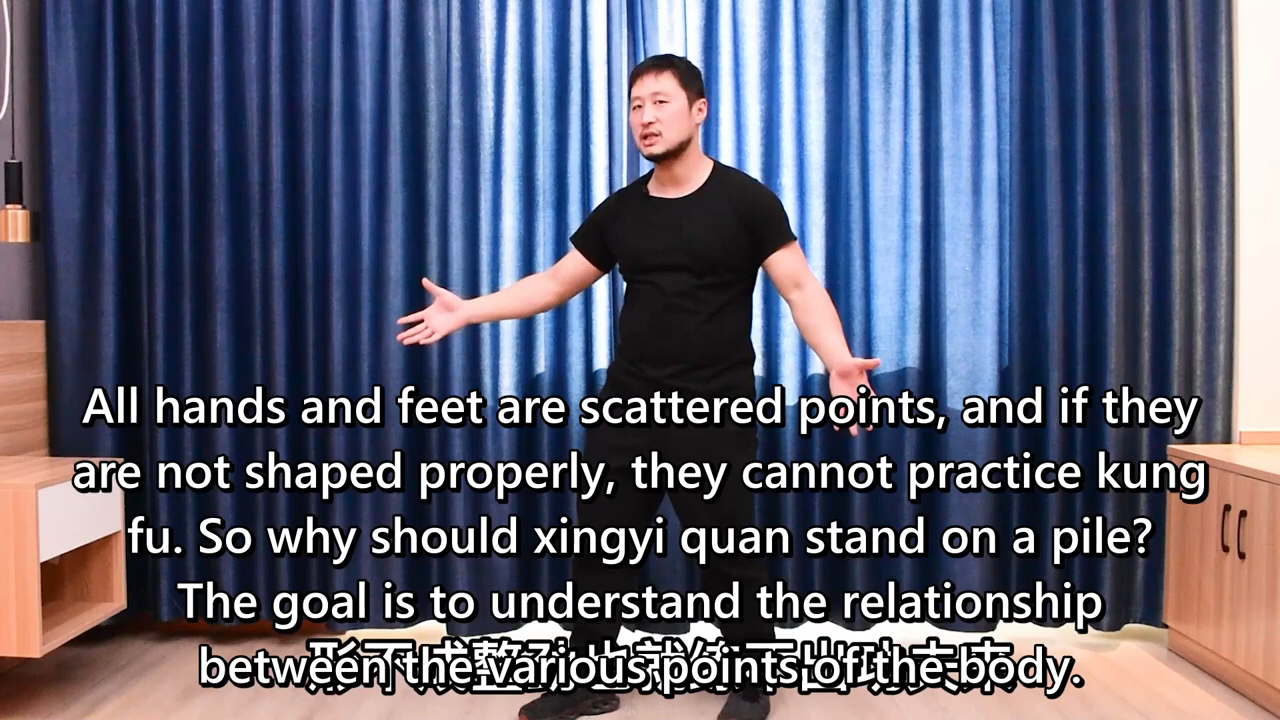 All hands and feet are scattered points, and if they
are not shaped properly, they cannot practice kung
fu. So why should xingyi quan stand on a pile?
The goal is to understand the relationship
between the various points of the body.